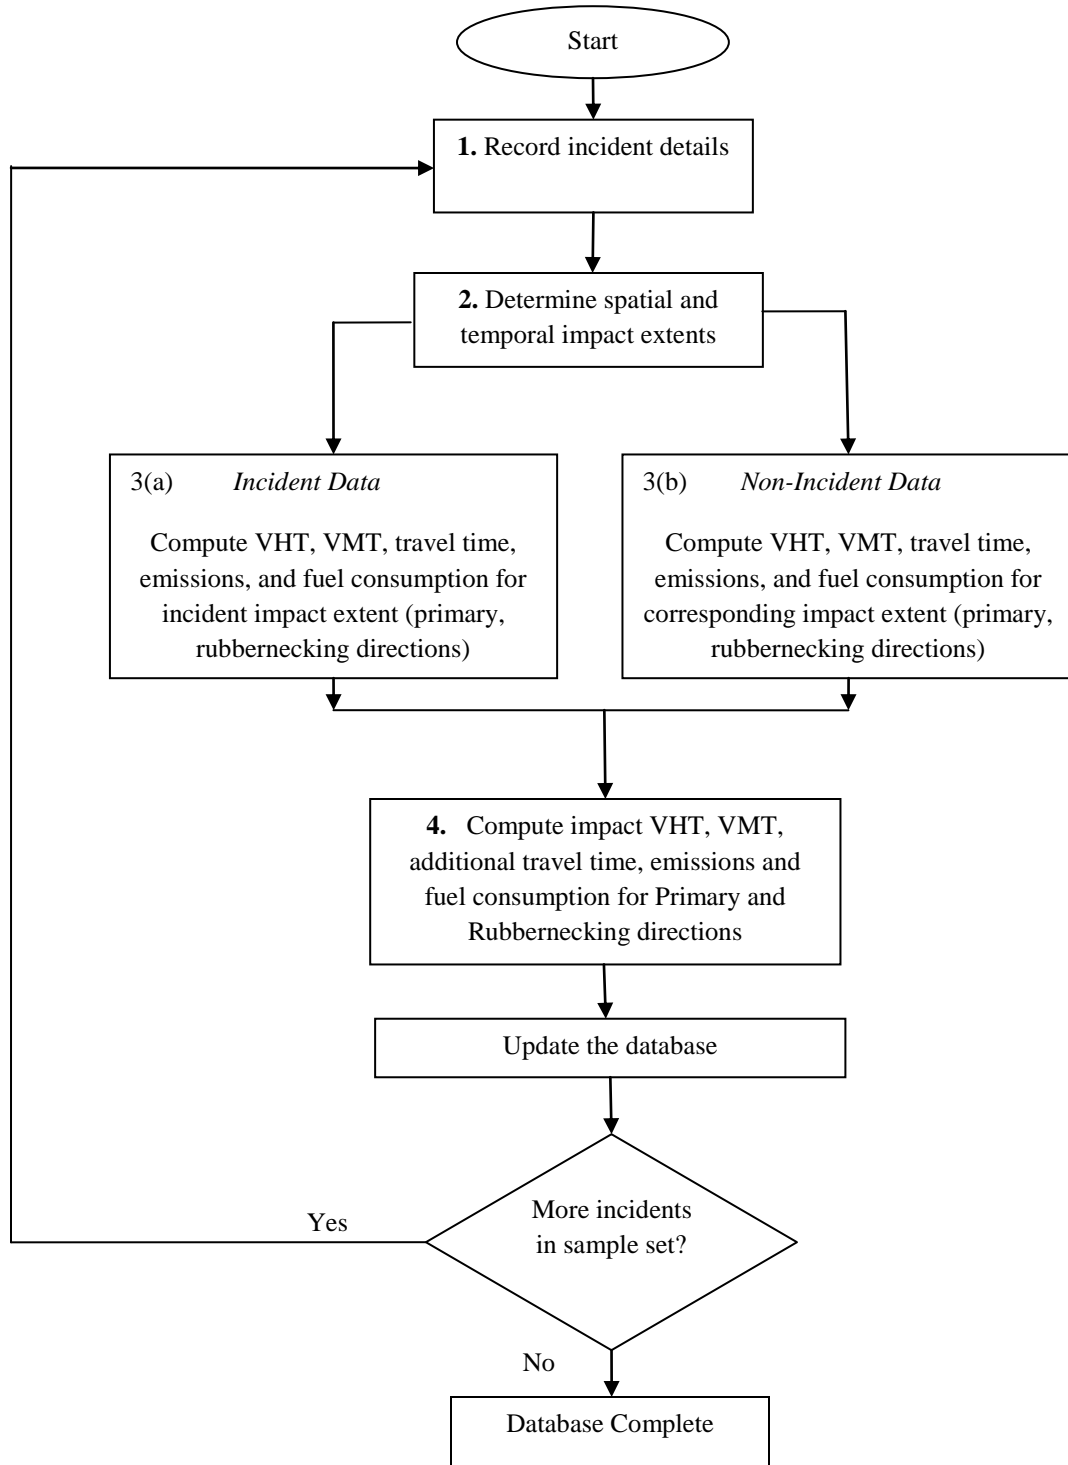 Start
1. Record incident details
2. Determine spatial and
temporal impact extents
3(a) Incident Data
Compute VHT, VMT, travel time,
emissions, and fuel consumption for
incident impact extent (primary,
rubbernecking directions)
3(b) Non-Incident Data
Compute VHT, VMT, travel time,
emissions, and fuel consumption for
corresponding impact extent (primary,
rubbernecking directions)
4. Compute impact VHT, VMT,
additional travel time, emissions and
fuel consumption for Primary and
Rubbernecking directions
Update the database
More incidents
in sample set?
Yes
No
Database Complete